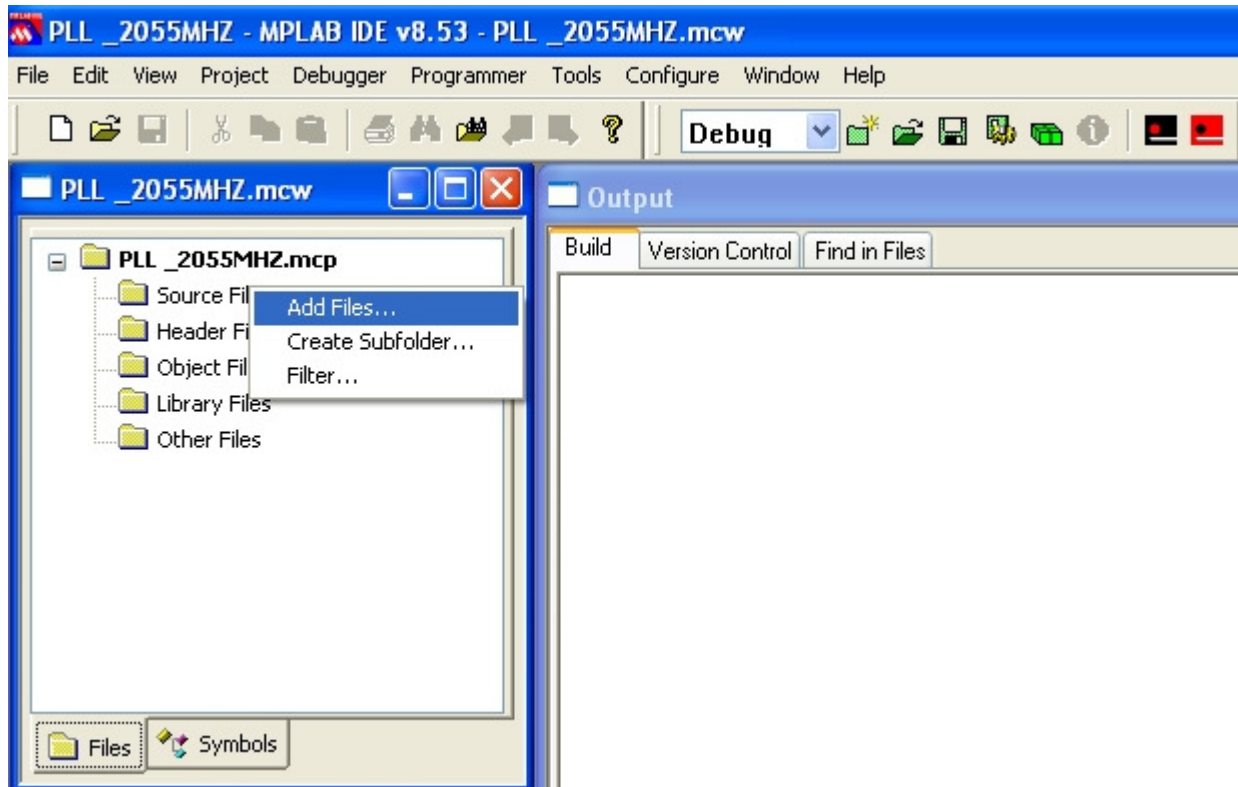 PLL _2055MHZ - MPLAB IDE v8.53 - PLL _2055MHZ.mcw
File Edit View Project Debugger Programmer Tools Configure Window Help
Debug
PLL _2055MHZ.mcw
Output
PLL _2055MHZ.mcp
Source Fil
Header Fi
Object Fil
Library Files
Other Files
Add Files...
Create Subfolder...
Filter...
Build Version Control Find in Files
Files Symbols